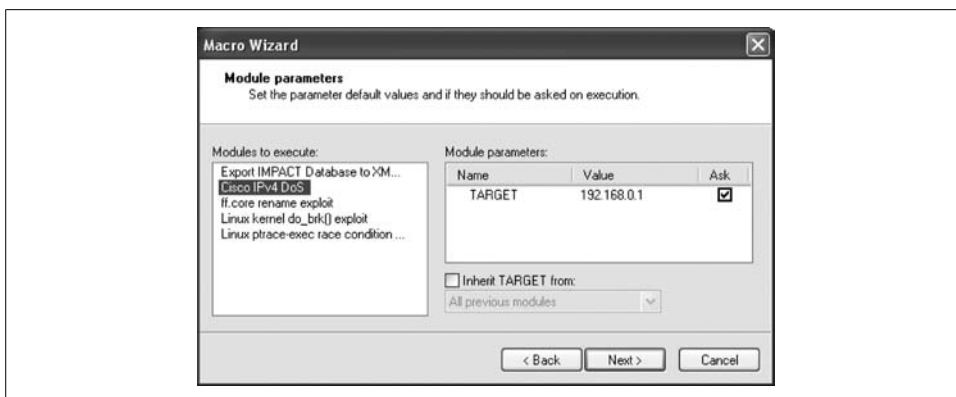 Macro Wizard
Module parameters
Set the parameter default values and if they should be asked on execution.
Modules to execute:
Export IMPACT Database to XM...
Cisco IPv4 DoS
ff.core rename exploit
Linux kernel do_brk() exploit
Linux ptrace-exec race condition ...
Module parameters:
Name Value Ask
TARGET 192.168.0.1
Inherit TARGET from:
All previous modules
< Back Next > Cancel